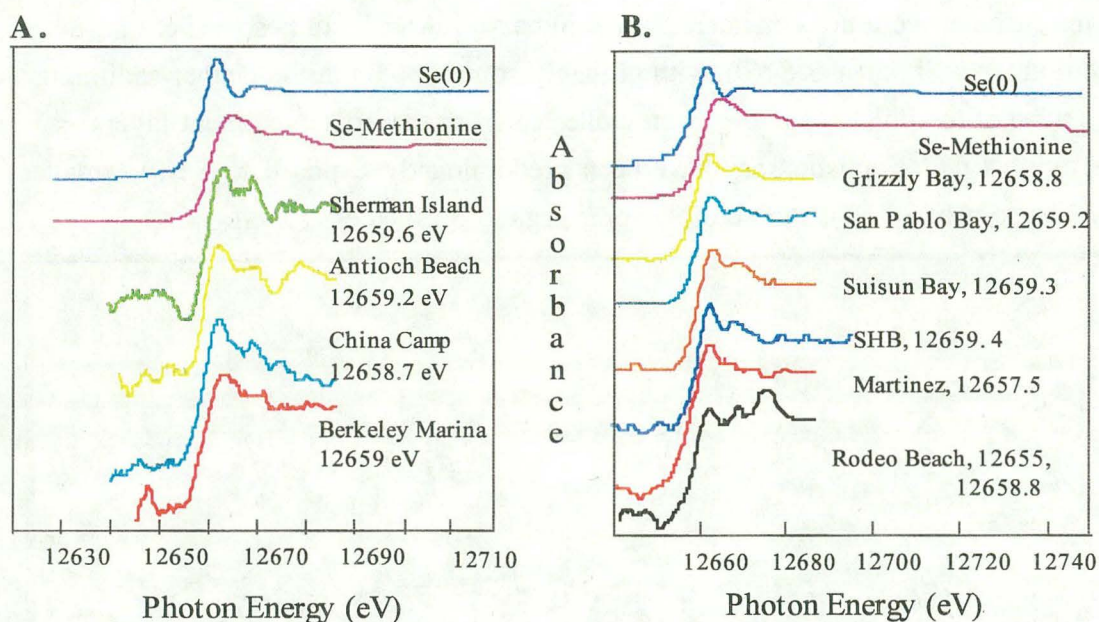 A.
Se(0)
Se-Methionine
Sherman Island
12659.6 eV
Antioch Beach
12659.2 eV
China Camp
12658.7 eV
Berkeley Marina
12659 eV
12630 12650 12670 12690 12710
Photon Energy (eV)
B.
Absorbance
Se(0)
Se-Methionine
Grizzly Bay, 12658.8
San Pablo Bay, 12659.2
Suisun Bay, 12659.3
SHB, 12659.4
Martinez, 12657.5
Rodeo Beach, 12655,
12658.8
12660 12680 12700 12720 12740
Photon Energy (eV)